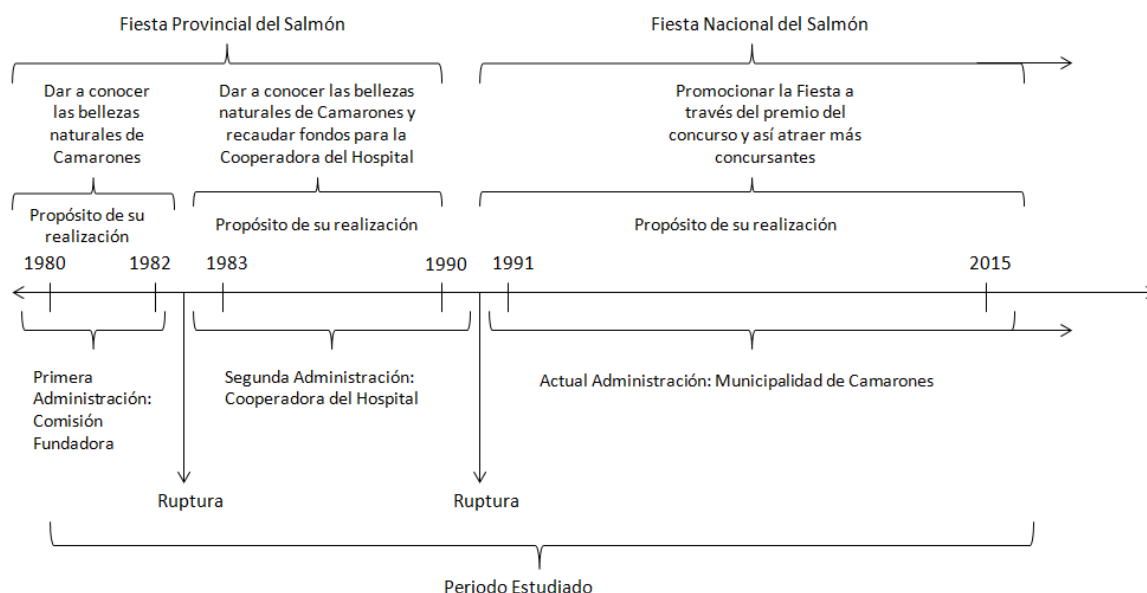 Fiesta Provincial del Salmón
Fiesta Nacional del Salmón
Dar a conocer
las bellezas
naturales de
Camarones
Dar a conocer las bellezas
naturales de Camarones y
recaudar fondos para la
Cooperadora del Hospital
Promocionar la Fiesta a
través del premio del
concurso y así atraer más
concursantes
Propósito de su
realización
Propósito de su realización
Propósito de su realización
1980
1982
1983
1990
1991
2015
Primera
Administración:
Comisión
Fundadora
Segunda Administración:
Cooperadora del Hospital
Actual Administración: Municipalidad de Camarones
Ruptura
Ruptura
Periodo Estudiado